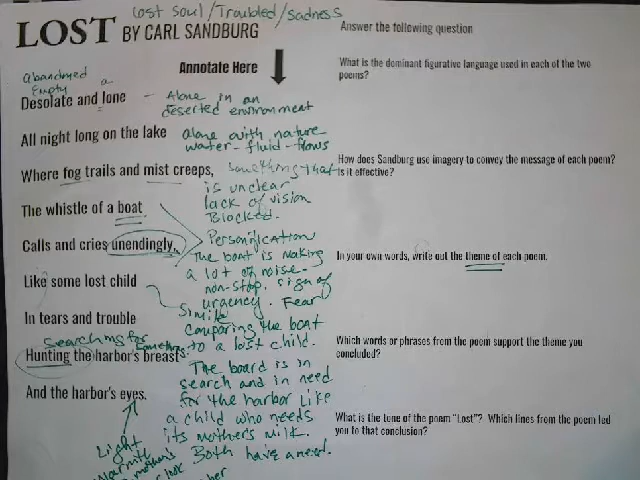 Lost Soul/Troubled/sadness
LOST BY CARL SANDBURG
Annotate Here
abandoned
Empty a
Desolate and lone
- Alone in an
deserted environment
All night long on the lake
alone with nature
water-fluid-flows
Where fog trails and mist creeps,
something that
is unclear
lack of vision
Blocked.
The whistle of a boat
Calls and cries unendingly,
Personification
The boat is making
a lot of noise-
non-stop. sign of
urgency. Fear
Like some lost child
Simile
comparing the boat
to a lost child.
In tears and trouble
searching for
something
Hunting the harbor's breasts
The board is in
search and in need
for the harbor like
a child who needs
its mother's milk.
Both have a need.
And the harbor's eyes.
Light
Warmth
mother's
look
Answer the following question
What is the dominant figurative language used in each of the two
poems?
How does Sandburg use imagery to convey the message of each poem?
Is it effective?
In your own words, write out the theme of each poem.
Which words or phrases from the poem support the theme you
concluded?
What is the tone of the poem "Lost"? Which lines from the poem led
you to that conclusion?